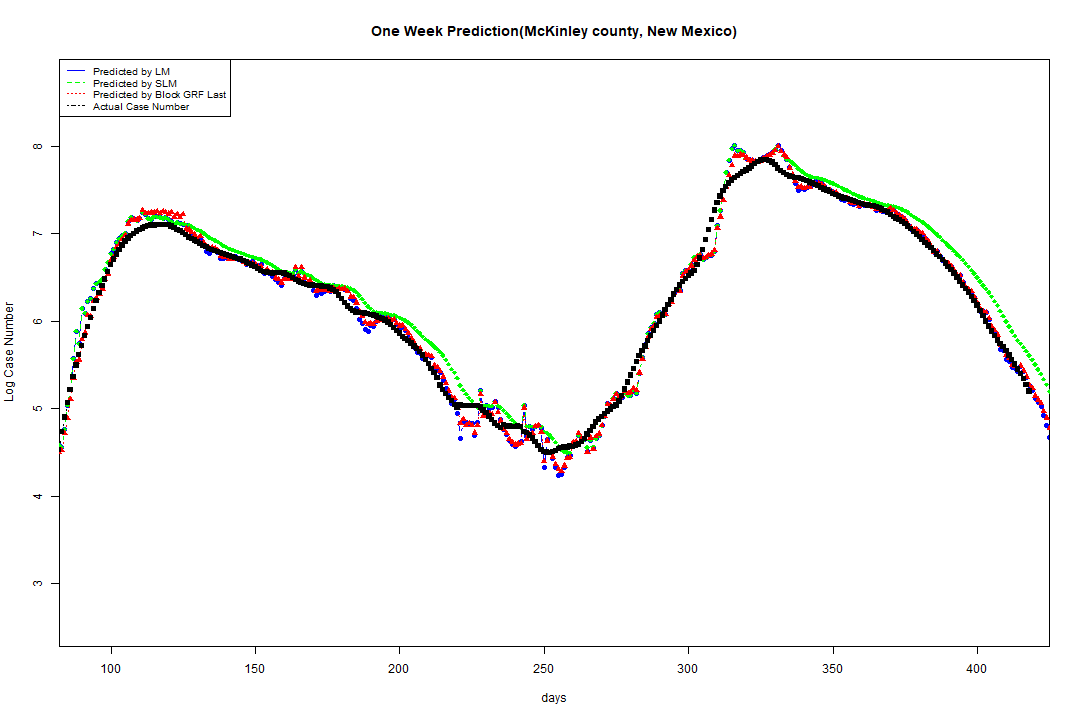 One Week Prediction(McKinley county, New Mexico)
Predicted by LM
Predicted by SLM
Predicted by Block GRF Last
Actual Case Number
Log Case Number
8
7
6
5
4
3
100 150 200 250 300 350 400
days